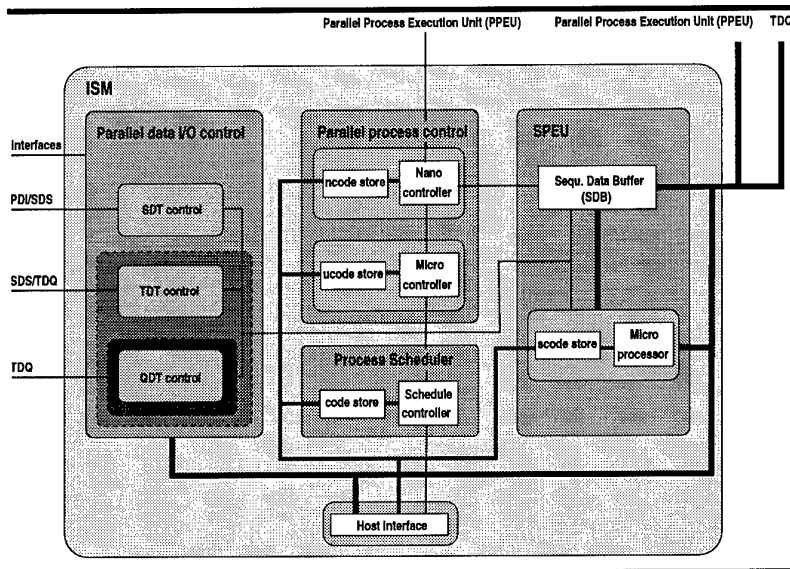 Parallel Process Execution Unit (PPEU)
Parallel Process Execution Unit (PPEU)
TDQ
ISM
Parallel data I/O control
Interfaces
PDI/SDS
SDT control
SDS/TDQ
TDT control
TDQ
QDT control
Parallel process control
ncode store
Nano
controller
ucode store
Micro
controller
Process Scheduler
code store
Schedule
controller
SPEU
Sequ. Data Buffer
(SDB)
scode store
Micro
processor
Host Interface